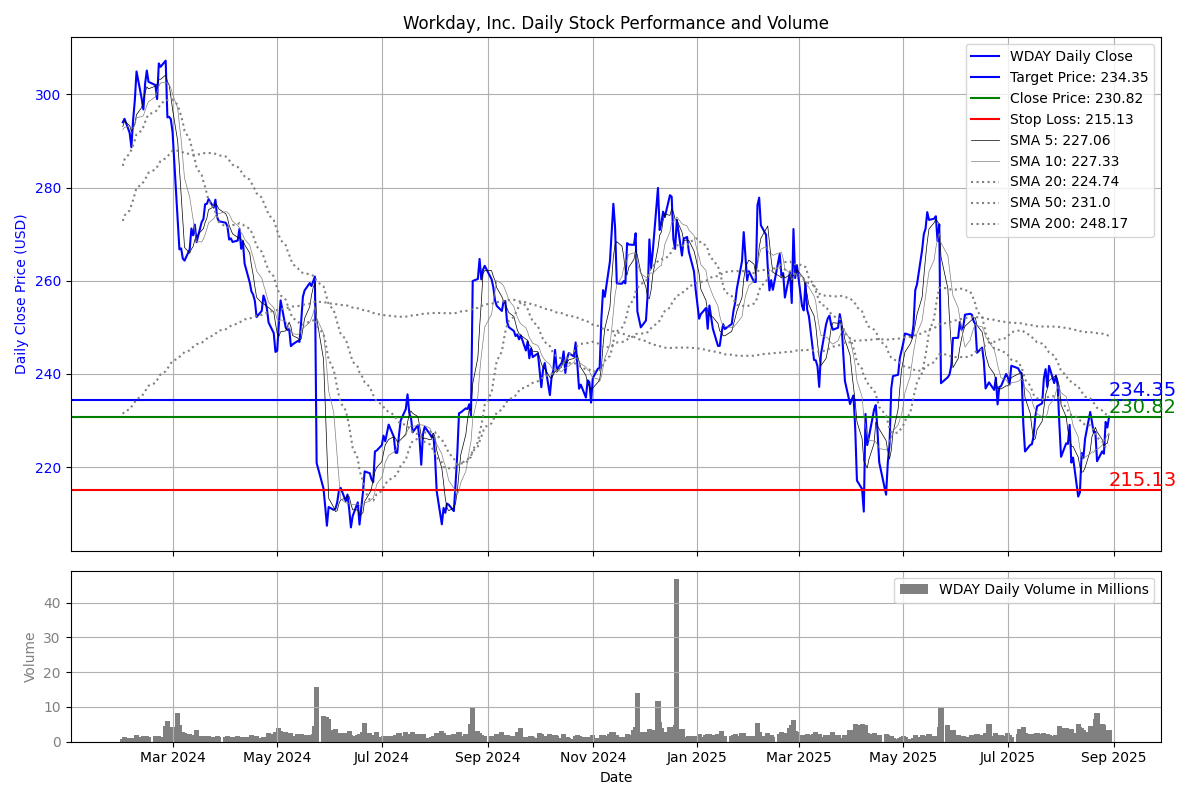 Workday, Inc. Daily Stock Performance and Volume
Daily Close Price (USD)
300
280
260
240
220
WDAY Daily Close
Target Price: 234.35
Close Price: 230.82
Stop Loss: 215.13
SMA 5: 227.06
SMA 10: 227.33
SMA 20: 224.74
SMA 50: 231.0
SMA 200: 248.17
234.35
230.82
215.13
Volume
40
30
20
10
0
WDAY Daily Volume in Millions
Mar 2024
May 2024
Jul 2024
Sep 2024
Nov 2024
Jan 2025
Mar 2025
May 2025
Jul 2025
Sep 2025
Date